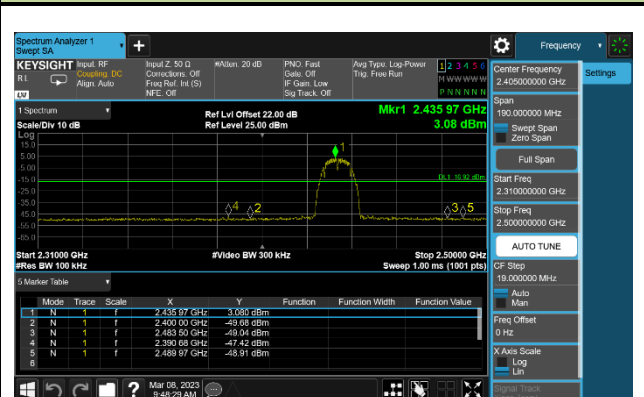 Spectrum Analyzer 1
Swept SA
Frequency
KEYSIGHT Input: RF Input Z: 50 Ω #Atten: 20 dB PNO: Fast Avg Type: Log-Power 1 2 3 4 5 6
RL Coupling: DC Corrections: Off Gate: Off Trig: Free Run M W W W W W
Align: Auto Freq Ref: Int (S) IF Gain: Low P N N N N N
NFE: Off Sig Track: Off
LW
1 Spectrum Ref Lvl Offset 22.00 dB Mkr1 2.435 97 GHz
Scale/Div 10 dB Ref Level 25.00 dBm 3.08 dBm
Log
15.0
5.00
-5.00
-15.0
-25.0
-35.0
-45.0
-55.0
-65.0
1
DL1 -16.92 dBm
4 2 3 5
Start 2.31000 GHz #Video BW 300 kHz Stop 2.50000 GHz
#Res BW 100 kHz Sweep 1.00 ms (1001 pts)
5 Marker Table
Mode Trace Scale X Y Function Function Width Function Value
1 N 1 f 2.435 97 GHz 3.080 dBm
2 N 1 f 2.400 00 GHz -49.68 dBm
3 N 1 f 2.483 50 GHz -49.04 dBm
4 N 1 f 2.390 68 GHz -47.42 dBm
5 N 1 f 2.489 97 GHz -48.91 dBm
6
Mar 08, 2023
9:48:29 AM
Center Frequency
2.405000000 GHz
Settings
Span
190.000000 MHz
Swept Span
Zero Span
Full Span
Start Freq
2.310000000 GHz
Stop Freq
2.500000000 GHz
AUTO TUNE
CF Step
19.000000 MHz
Auto
Man
Freq Offset
0 Hz
X Axis Scale
Log
Lin
Signal Track